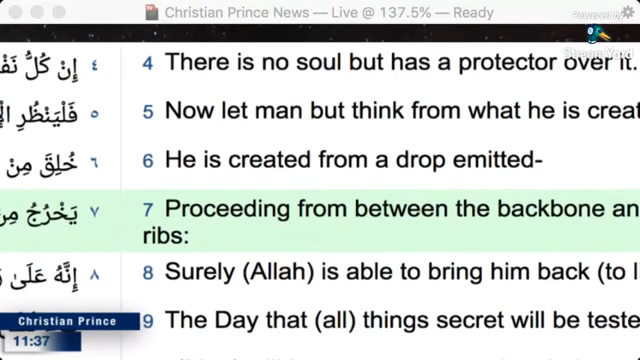 Christian Prince News — Live @ 137.5% — Ready
Powered by
StreamYard
٤ إِن كُلُّ
4 There is no soul but has a protector over it.
٥ فَلْيَنظُرِ
5 Now let man but think from what he is
٦ خُلِقَ مِن
6 He is created from a drop emitted-
٧ يَخْرُجُ
7 Proceeding from between the backbone
ribs:
٨ إِنَّهُ عَلَىٰ
8 Surely (Allah) is able to bring him back (to
9 The Day that (all) things secret will be
Christian Prince
11:37